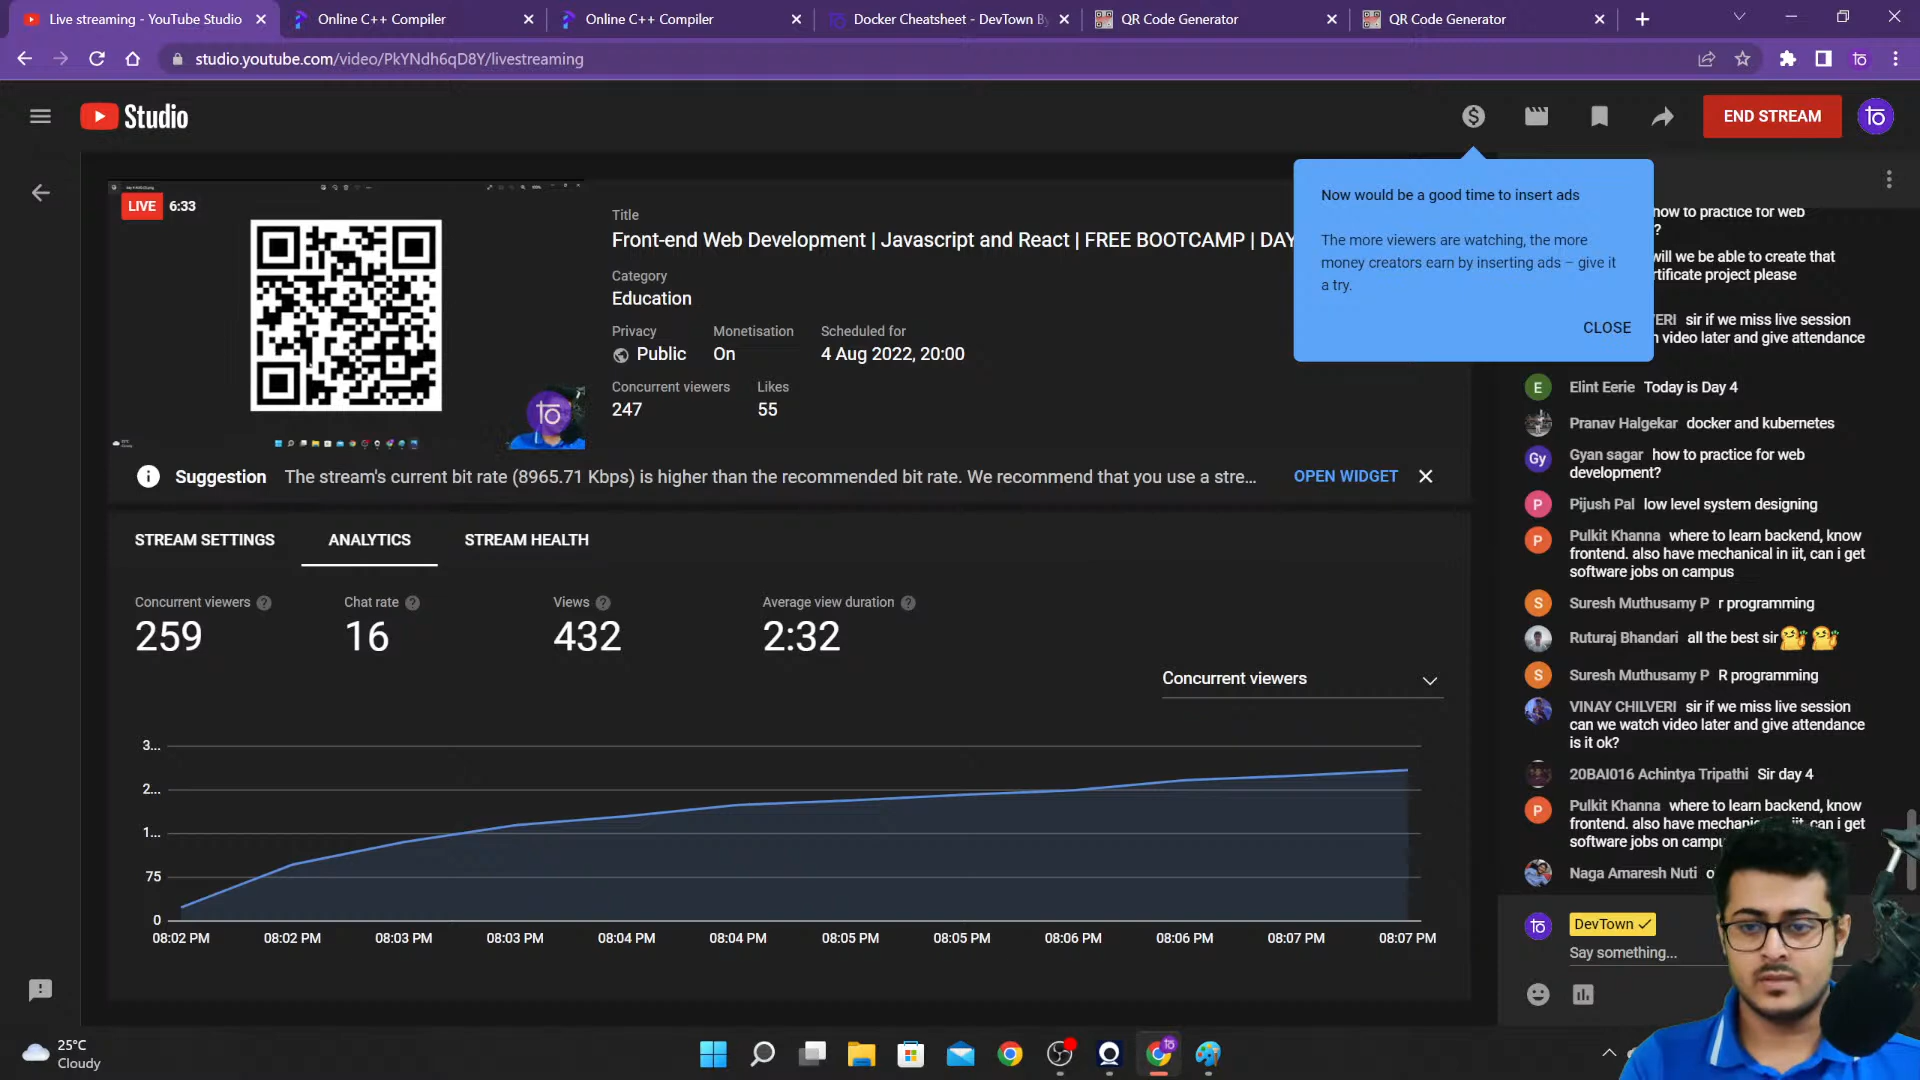 Live streaming - YouTube Studio
Online C++ Compiler
Online C++ Compiler
Docker Cheatsheet - DevTown B
QR Code Generator
QR Code Generator
studio.youtube.com/video/PkYNdh6qD8Y/livestreaming
Studio
END STREAM
Now would be a good time to insert ads
The more viewers are watching, the more
money creators earn by inserting ads – give it
a try.
CLOSE
LIVE 6:33
Title
Front-end Web Development | Javascript and React | FREE BOOTCAMP | DAY
Category
Education
Privacy
Public
Monetisation
On
Scheduled for
4 Aug 2022, 20:00
Concurrent viewers
247
Likes
55
Suggestion The stream's current bit rate (8965.71 Kbps) is higher than the recommended bit rate. We recommend that you use a stre...
OPEN WIDGET
STREAM SETTINGS
ANALYTICS
STREAM HEALTH
Concurrent viewers
259
Chat rate
16
Views
432
Average view duration
2:32
Concurrent viewers
3...
2...
1...
75
0
08:02 PM 08:02 PM 08:03 PM 08:03 PM 08:04 PM 08:04 PM 08:05 PM 08:05 PM 08:06 PM 08:06 PM 08:07 PM 08:07 PM
how to practice for web
?
will we be able to create that
rtificate project please
ERI sir if we miss live session
video later and give attendance
E Elint Eerie Today is Day 4
Pranav Halgekar docker and kubernetes
Gy Gyan sagar how to practice for web
development?
P Pijush Pal low level system designing
P Pulkit Khanna where to learn backend, know
frontend. also have mechanical in iit, can i get
software jobs on campus
S Suresh Muthusamy P r programming
Ruturaj Bhandari all the best sir
S Suresh Muthusamy P R programming
VINAY CHILVERI sir if we miss live session
can we watch video later and give attendance
is it ok?
20BAI016 Achintya Tripathi Sir day 4
P Pulkit Khanna where to learn backend, know
frontend. also have can i get
software jobs on
Naga Amaresh Nuti
DevTown
Say something...
25°C
Cloudy